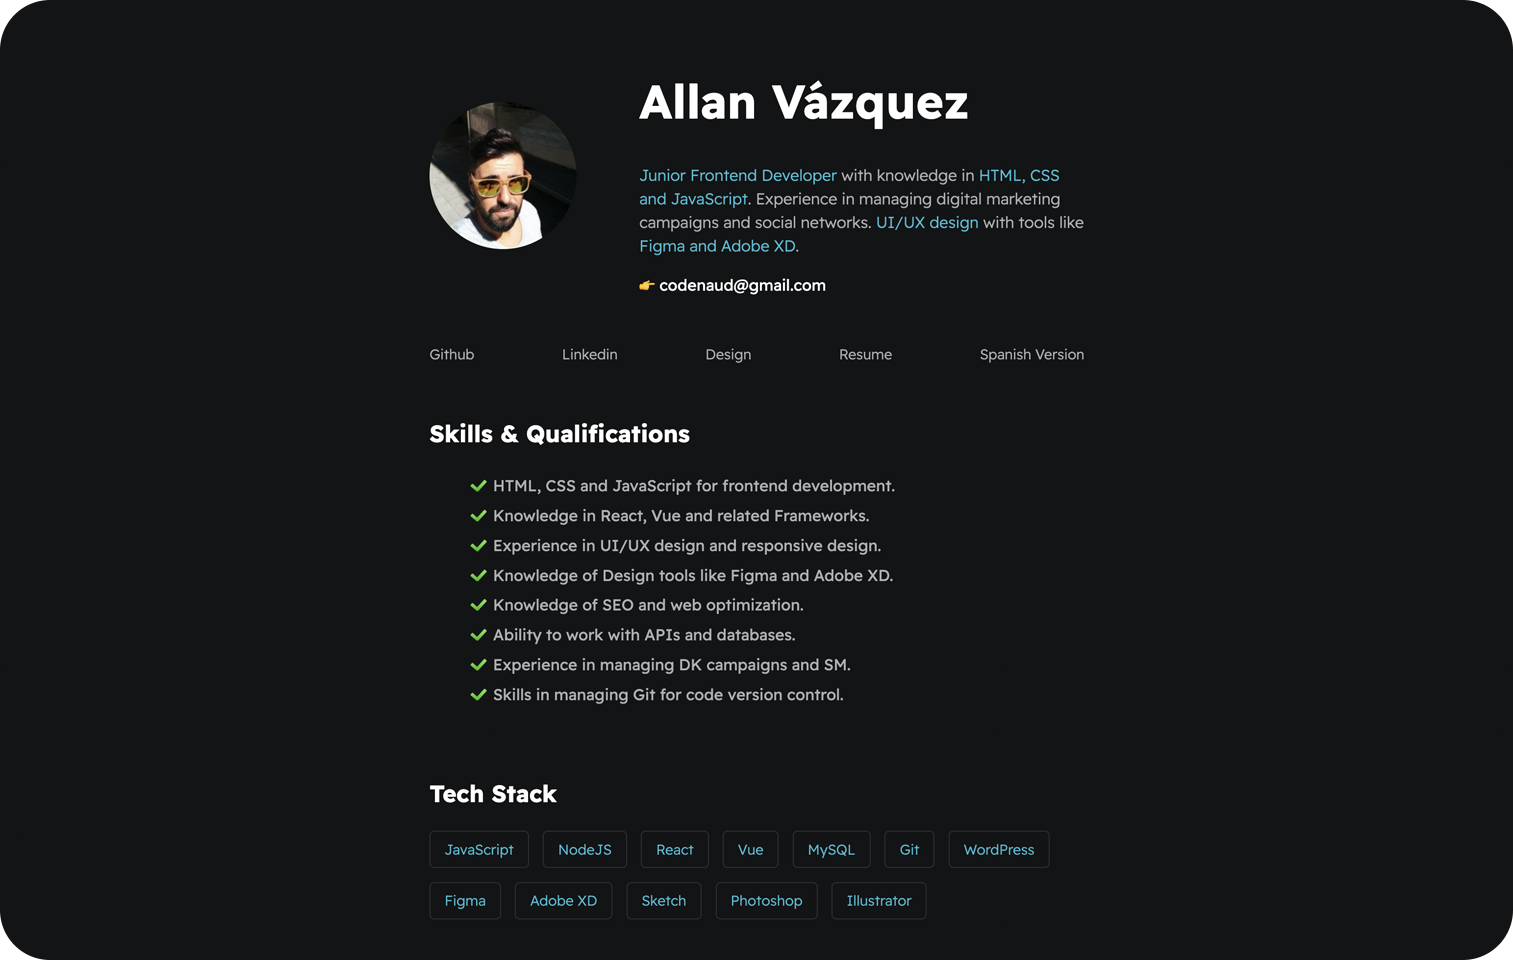 Allan Vázquez
Junior Frontend Developer with knowledge in HTML, CSS
and JavaScript. Experience in managing digital marketing
campaigns and social networks. UI/UX design with tools like
Figma and Adobe XD.
👉 codenaud@gmail.com
Github Linkedin Design Resume Spanish Version
Skills & Qualifications
✔ HTML, CSS and JavaScript for frontend development.
✔ Knowledge in React, Vue and related Frameworks.
✔ Experience in UI/UX design and responsive design.
✔ Knowledge of Design tools like Figma and Adobe XD.
✔ Knowledge of SEO and web optimization.
✔ Ability to work with APIs and databases.
✔ Experience in managing DK campaigns and SM.
✔ Skills in managing Git for code version control.
Tech Stack
JavaScript NodeJS React Vue MySQL Git WordPress
Figma Adobe XD Sketch Photoshop Illustrator